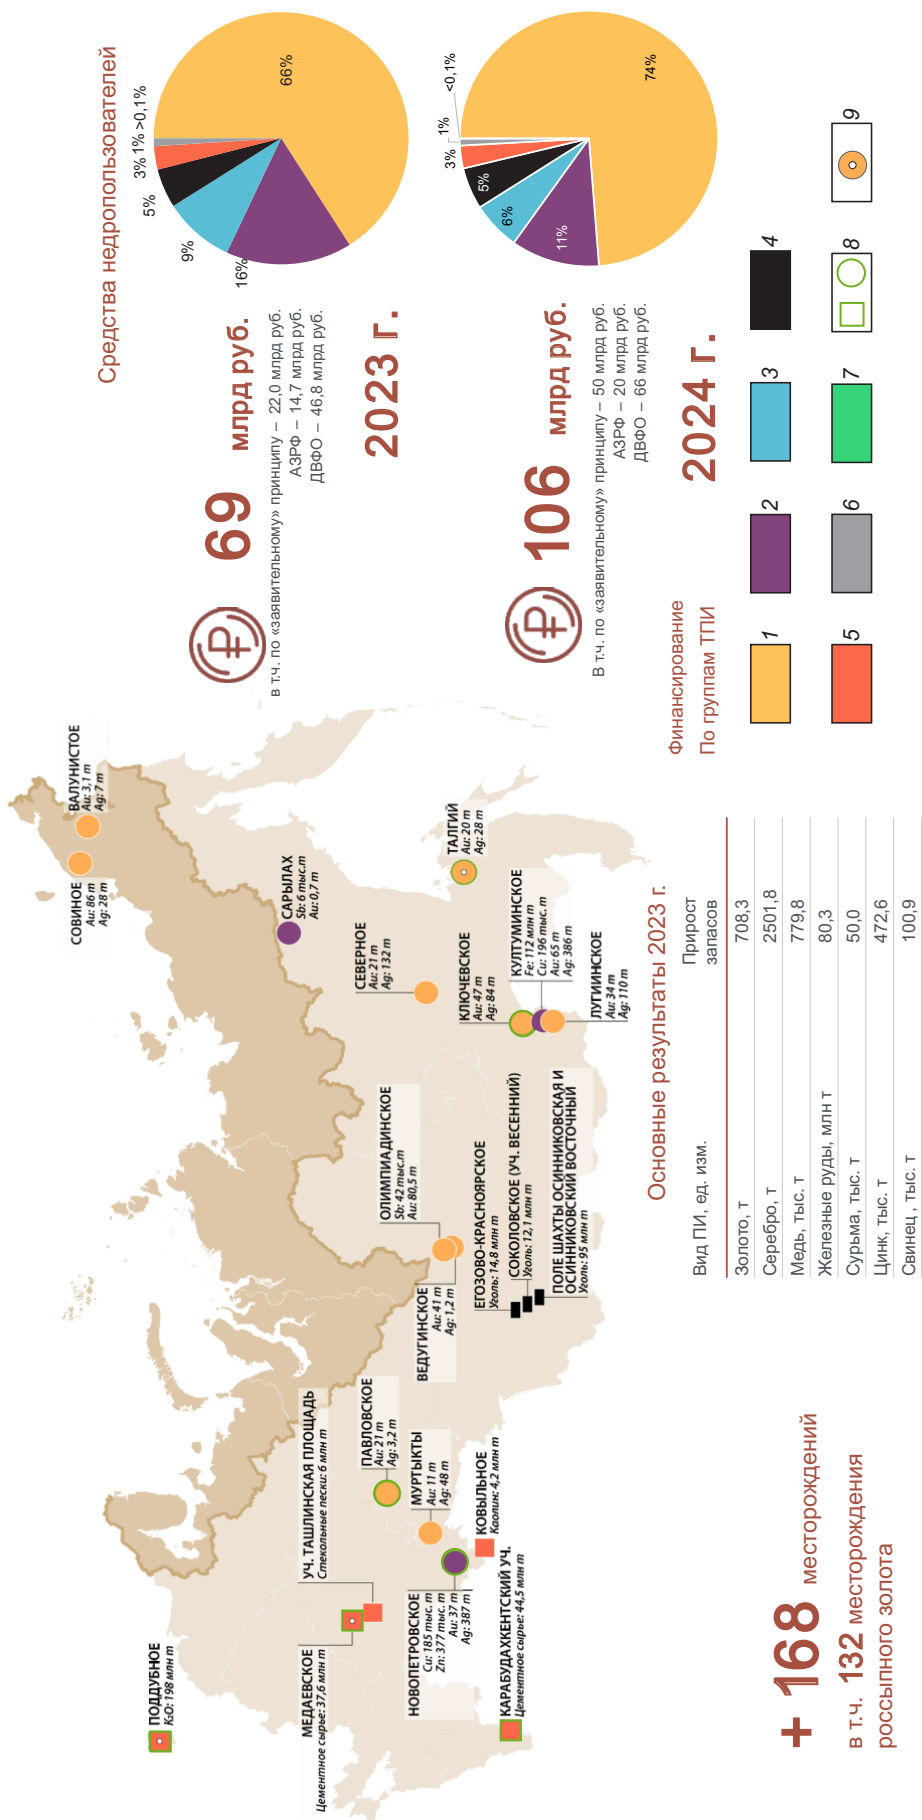 ПОДДУБНОЕ
K₂O: 198 млн т
МЕДАЕВСКОЕ
Цементное сырье: 37,6 млн т
УЧ. ТАШЛИНСКАЯ ПЛОЩАДЬ
Стекольные пески: 6 млн т
ПАВЛОВСКОЕ
Au: 21 т
Ag: 3,2 т
МУРТЫКТЫ
Au: 11 т
Ag: 48 т
НОВОПЕТРОВСКОЕ
Cu: 185 тыс. т
Zn: 377 тыс. т
Au: 37 т
Ag: 387 т
КОВЫЛЬНОЕ
Каолин: 4,2 млн т
КАРАБУДАХКЕНТСКИЙ УЧ.
Цементное сырье: 44,5 млн т
ОЛИМПИАДИНСКОЕ
Sb: 42 тыс.т
Au: 80,5 т
ВЕДУГИНСКОЕ
Au: 41 т
Ag: 1,2 т
ЕГОЗОВО-КРАСНОЯРСКОЕ
Уголь: 14,8 млн т
СОКОЛОВСКОЕ (УЧ. ВЕСЕННИЙ)
Уголь: 12,1 млн т
ПОЛЕ ШАХТЫ ОСИННИКОВСКАЯ И
ОСИННИКОВСКИЙ ВОСТОЧНЫЙ
Уголь: 95 млн т
СОВИНОЕ
Au: 86 т
Ag: 28 т
ВАЛУНИСТОЕ
Au: 3,1 т
Ag: 7 т
САРЫЛАХ
Sb: 6 тыс.т
Au: 0,7 т
СЕВЕРНОЕ
Au: 21 т
Ag: 132 т
ТАЛГИЙ
Au: 20 т
Ag: 28 т
КЛЮЧЕВСКОЕ
Au: 47 т
Ag: 84 т
КУЛТУМИНСКОЕ
Fe: 112 млн т
Cu: 196 тыс. т
Au: 65 т
Ag: 386 т
ЛУГИИНСКОЕ
Au: 34 т
Ag: 110 т
Средства недропользователей
69 млрд руб.
в т.ч. по «заявительному» принципу – 22,0 млрд руб.
АЗРФ – 14,7 млрд руб.
ДВФО – 46,8 млрд руб.
2023 г.
66%
16%
9%
5%
3% 1% >0,1%
106 млрд руб.
В т.ч. по «заявительному» принципу – 50 млрд руб.
АЗРФ – 20 млрд руб.
ДВФО – 66 млрд руб.
2024 г.
74%
11%
6%
5%
3%
1%
<0,1%
Финансирование
По группам ТПИ
1
2
3
4
5
6
7
8
9
+ 168 месторождений
в т.ч. 132 месторождения
россыпного золота
Основные результаты 2023 г.
Вид ПИ, ед. изм. Прирост
запасов
Золото, т 708,3
Серебро, т 2501,8
Медь, тыс. т 779,8
Железные руды, млн т 80,3
Сурьма, тыс. т 50,0
Цинк, тыс. т 472,6
Свинец , тыс. т 100,9